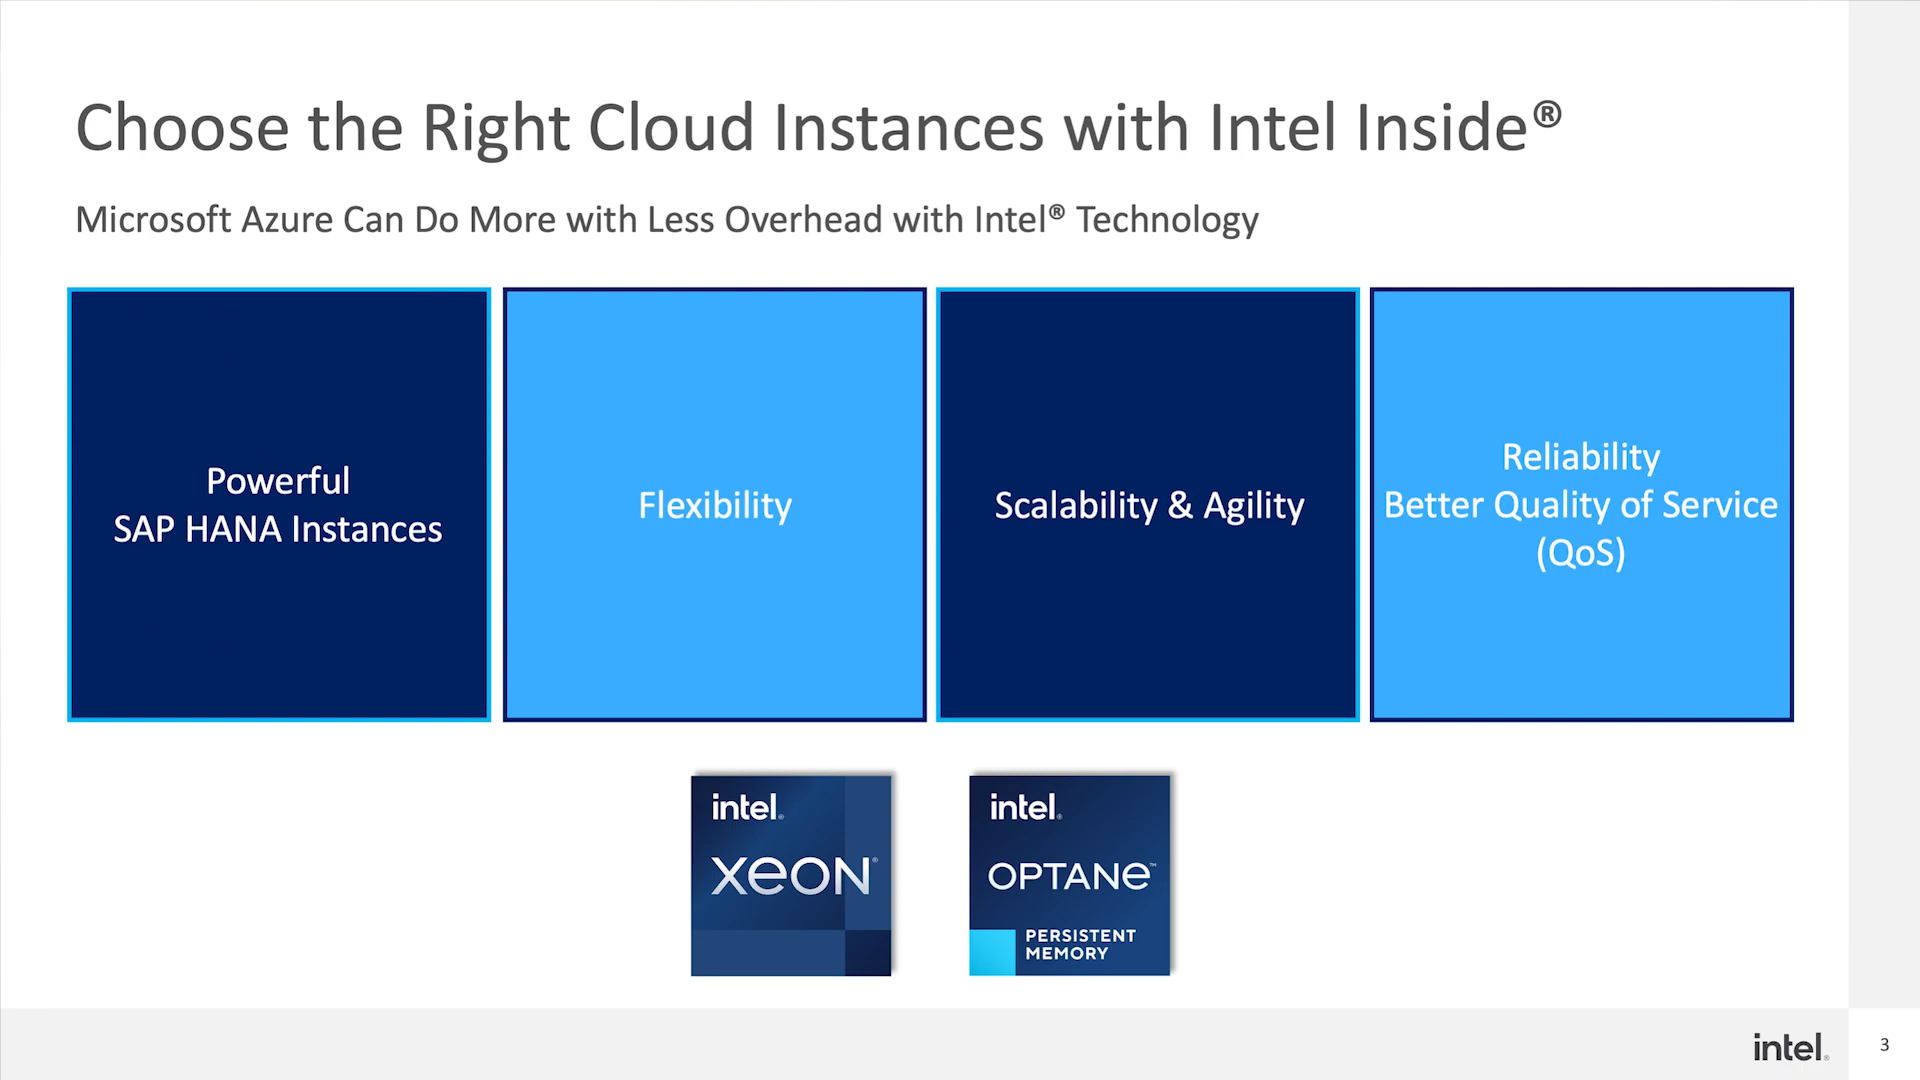 Choose the Right Cloud Instances with Intel Inside®
Microsoft Azure Can Do More with Less Overhead with Intel® Technology
Powerful
SAP HANA Instances
Flexibility
Scalability & Agility
Reliability
Better Quality of Service
(QoS)
intel®
XEON®
intel®
OPTANE™
PERSISTENT
MEMORY
intel®
3